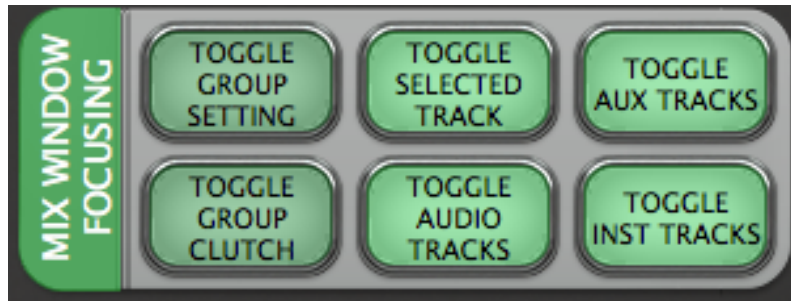 MIX WINDOW
FOCUSING
TOGGLE
GROUP
SETTING
TOGGLE
SELECTED
TRACK
TOGGLE
AUX TRACKS
TOGGLE
GROUP
CLUTCH
TOGGLE
AUDIO
TRACKS
TOGGLE
INST TRACKS